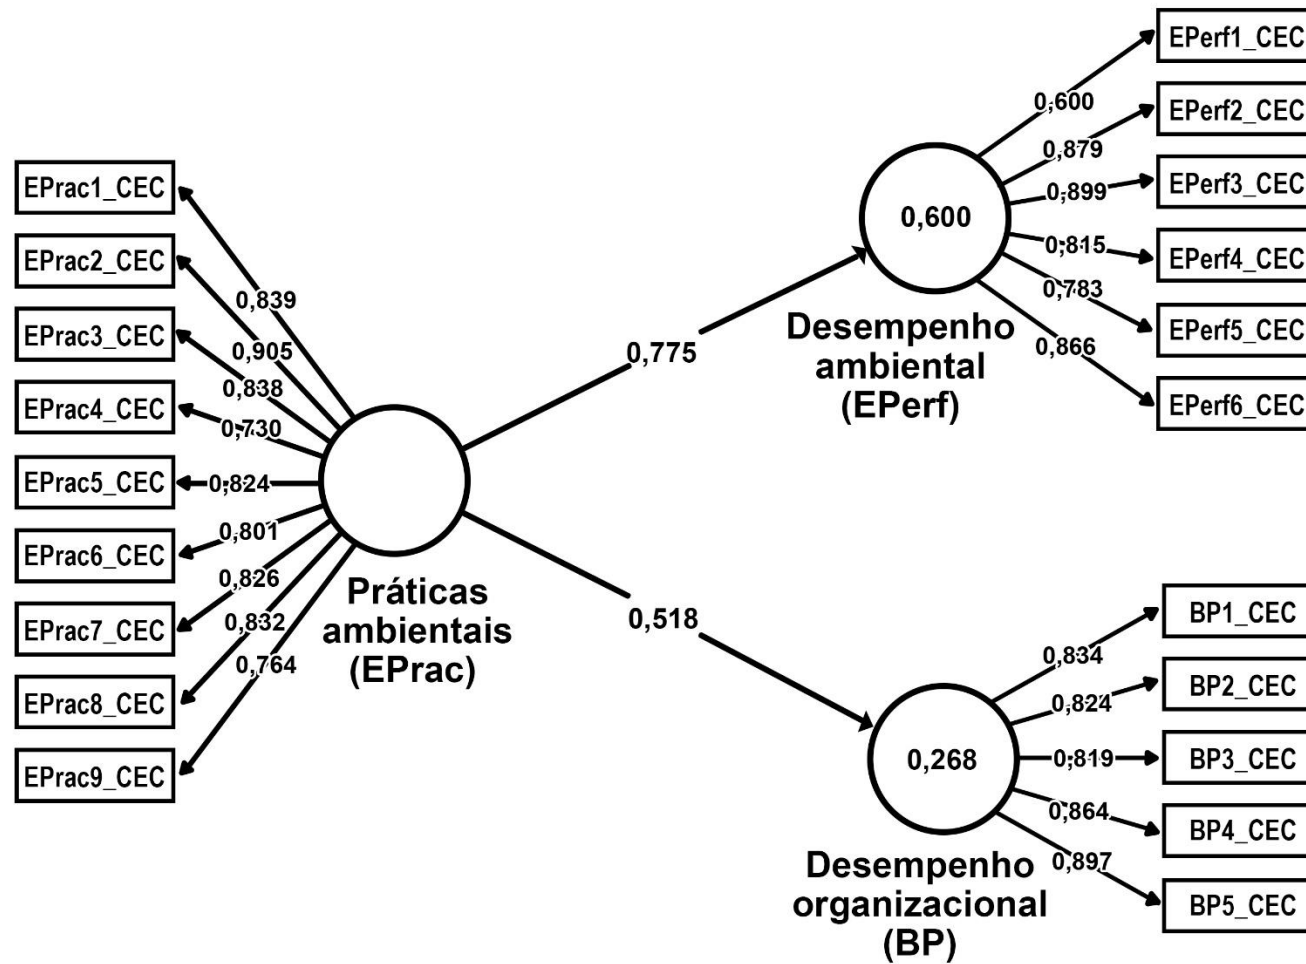 EPrac1_CEC
EPrac2_CEC
EPrac3_CEC
EPrac4_CEC
EPrac5_CEC
EPrac6_CEC
EPrac7_CEC
EPrac8_CEC
EPrac9_CEC
0,839
0,905
0,838
0,730
0,824
0,801
0,826
0,832
0,764
Práticas
ambientais
(EPrac)
0,775
0,518
0,600
Desempenho
ambiental
(EPerf)
0,600
0,879
0,899
0,815
0,783
0,866
EPerf1_CEC
EPerf2_CEC
EPerf3_CEC
EPerf4_CEC
EPerf5_CEC
EPerf6_CEC
0,268
Desempenho
organizacional
(BP)
0,834
0,824
0,819
0,864
0,897
BP1_CEC
BP2_CEC
BP3_CEC
BP4_CEC
BP5_CEC